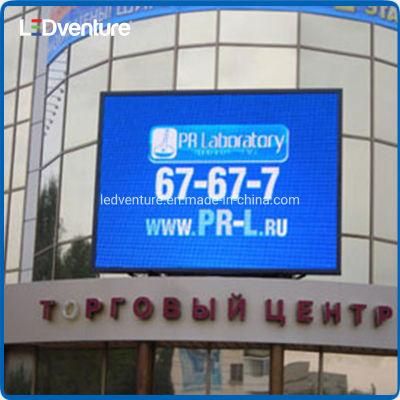 LEDventure
PR Laboratory
67-67-7
WWW.PR-L.RU
ledventure.en.made-in-china.com
ТОРГОВЫЙ ЦЕНТР